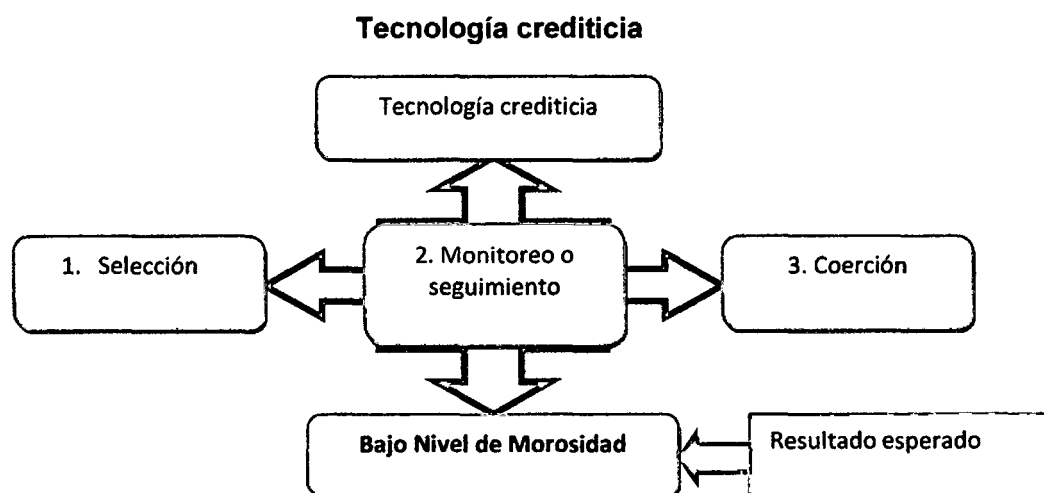 Tecnología crediticia
Tecnología crediticia
1. Selección
2. Monitoreo o
seguimiento
3. Coerción
Bajo Nivel de Morosidad
Resultado esperado